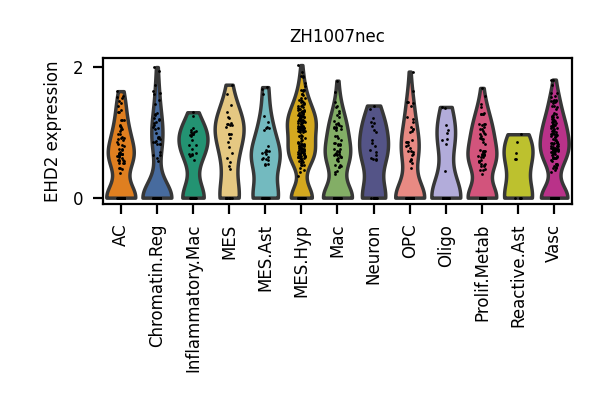 ZH1007nec
EHD2 expression
2
0
AC
Chromatin.Reg
Inflammatory.Mac
MES
MES.Ast
MES.Hyp
Mac
Neuron
OPC
Oligo
Prolif.Metab
Reactive.Ast
Vasc